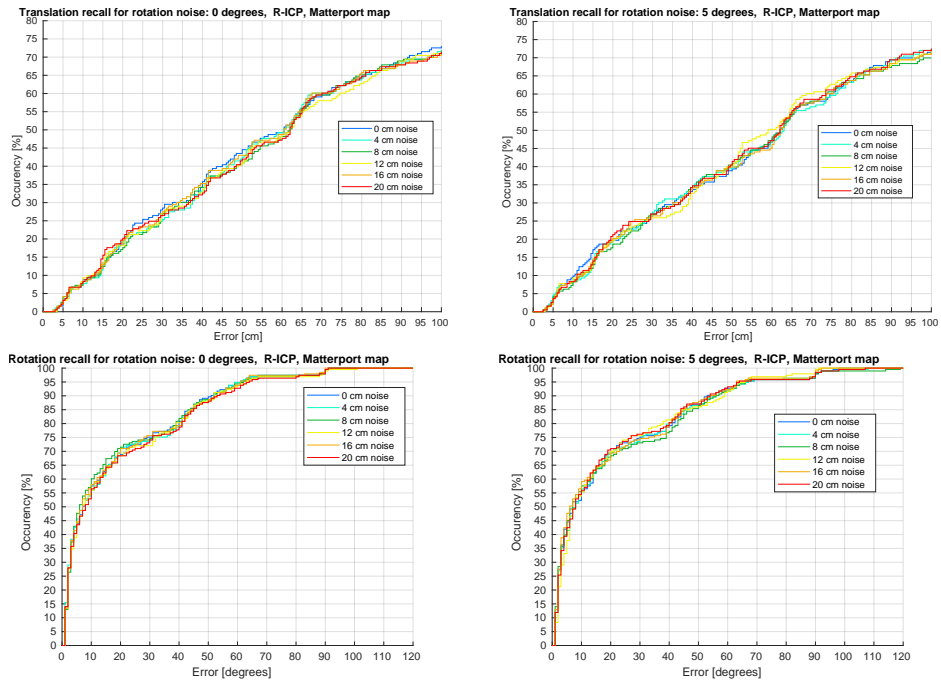 Translation recall for rotation noise: 0 degrees, R-ICP, Matterport map
Occurency [%]
80
75
70
65
60
55
50
45
40
35
30
25
20
15
10
5
0
0 cm noise
4 cm noise
8 cm noise
12 cm noise
16 cm noise
20 cm noise
0 5 10 15 20 25 30 35 40 45 50 55 60 65 70 75 80 85 90 95 100
Error [cm]
Translation recall for rotation noise: 5 degrees, R-ICP, Matterport map
Occurency [%]
80
75
70
65
60
55
50
45
40
35
30
25
20
15
10
5
0
0 cm noise
4 cm noise
8 cm noise
12 cm noise
16 cm noise
20 cm noise
0 5 10 15 20 25 30 35 40 45 50 55 60 65 70 75 80 85 90 95 100
Error [cm]
Rotation recall for rotation noise: 0 degrees, R-ICP, Matterport map
Occurency [%]
100
95
90
85
80
75
70
65
60
55
50
45
40
35
30
25
20
15
10
5
0
0 cm noise
4 cm noise
8 cm noise
12 cm noise
16 cm noise
20 cm noise
0 10 20 30 40 50 60 70 80 90 100 110 120
Error [degrees]
Rotation recall for rotation noise: 5 degrees, R-ICP, Matterport map
Occurency [%]
100
95
90
85
80
75
70
65
60
55
50
45
40
35
30
25
20
15
10
5
0
0 cm noise
4 cm noise
8 cm noise
12 cm noise
16 cm noise
20 cm noise
0 10 20 30 40 50 60 70 80 90 100 110 120
Error [degrees]